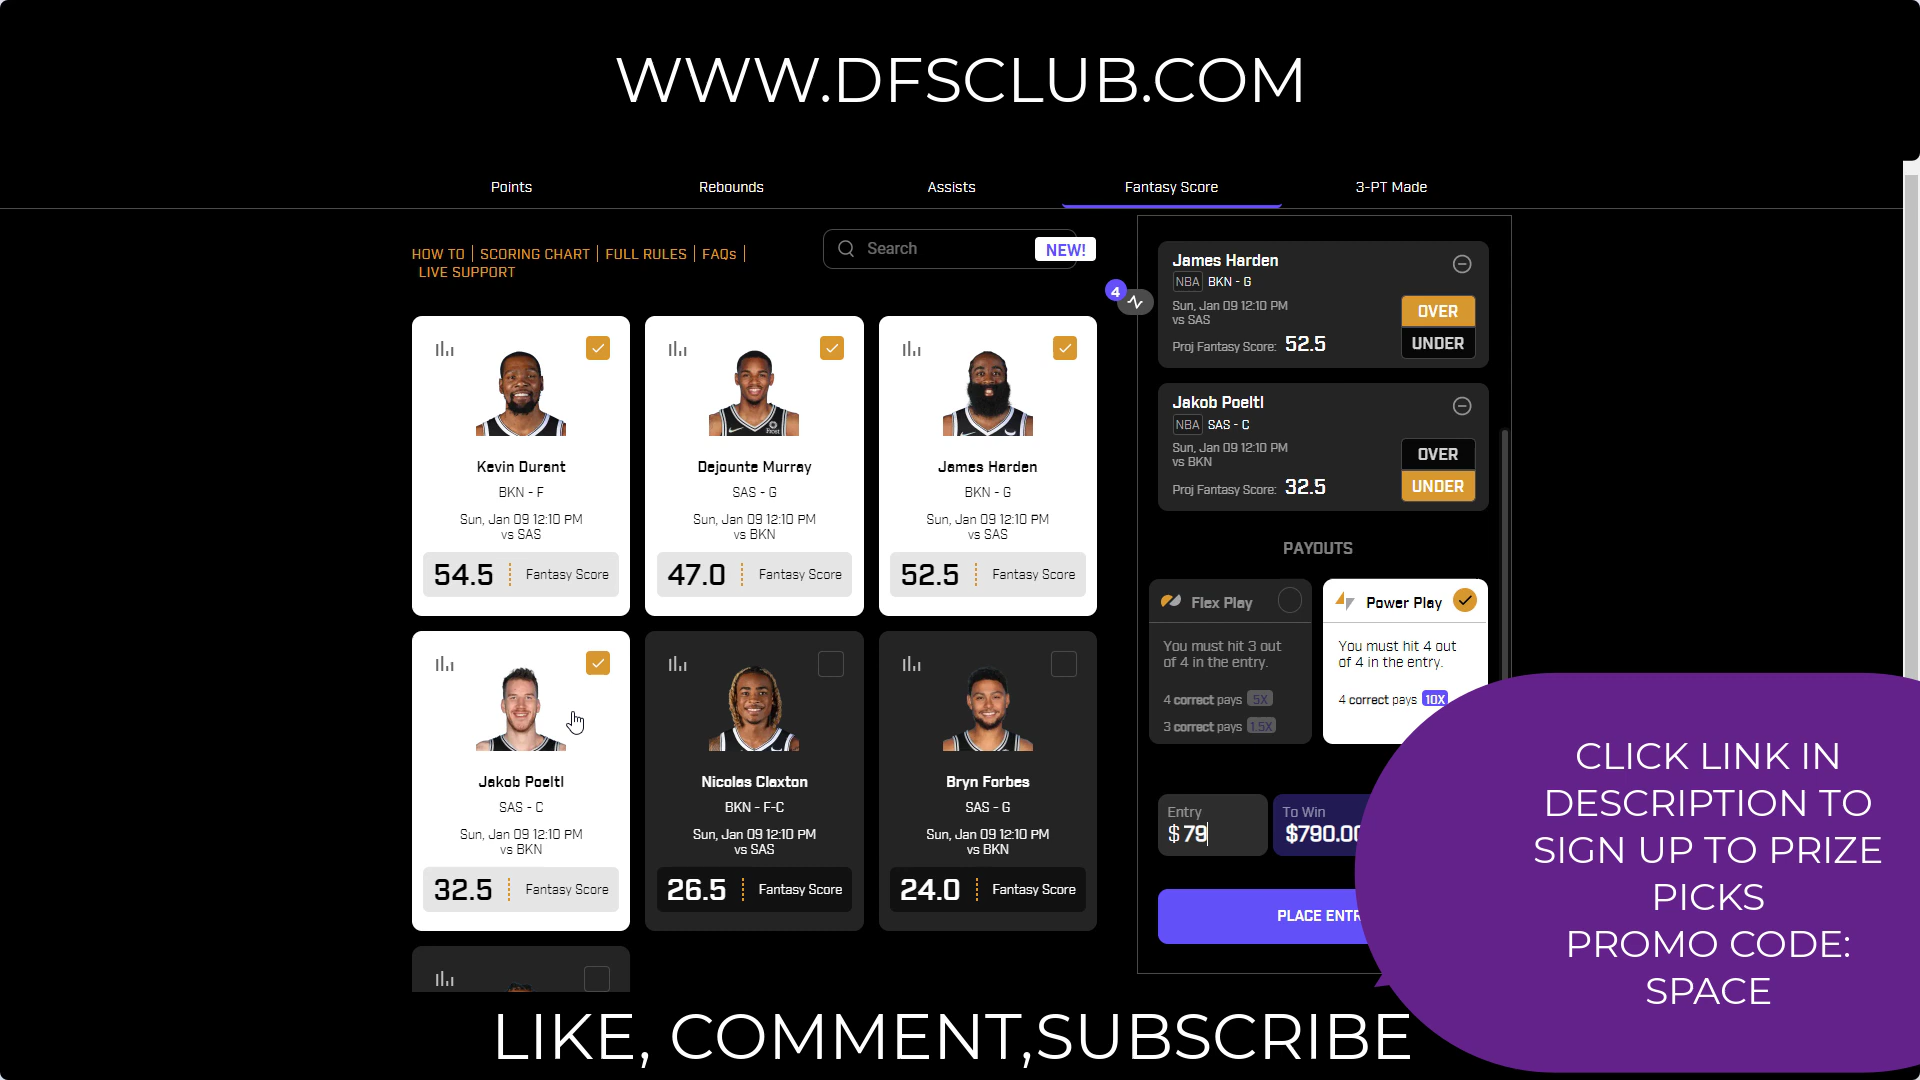 WWW.DFSCLUB.COM
Points
Rebounds
Assists
Fantasy Score
3-PT Made
HOW TO | SCORING CHART | FULL RULES | FAQs |
LIVE SUPPORT
Search
NEW!
4
Kevin Durant
BKN - F
Sun, Jan 09 12:10 PM
vs SAS
54.5
Fantasy Score
Dejounte Murray
SAS - G
Sun, Jan 09 12:10 PM
vs BKN
47.0
Fantasy Score
James Harden
BKN - G
Sun, Jan 09 12:10 PM
vs SAS
52.5
Fantasy Score
Jakob Poeltl
SAS - C
Sun, Jan 09 12:10 PM
vs BKN
32.5
Fantasy Score
Nicolas Claxton
BKN - F-C
Sun, Jan 09 12:10 PM
vs SAS
26.5
Fantasy Score
Bryn Forbes
SAS - G
Sun, Jan 09 12:10 PM
vs BKN
24.0
Fantasy Score
James Harden
NBA BKN - G
Sun, Jan 09 12:10 PM
vs SAS
Proj Fantasy Score: 52.5
OVER
UNDER
Jakob Poeltl
NBA SAS - C
Sun, Jan 09 12:10 PM
vs BKN
Proj Fantasy Score: 32.5
OVER
UNDER
PAYOUTS
Flex Play
You must hit 3 out
of 4 in the entry.
4 correct pays 5X
3 correct pays 1.5X
Power Play
You must hit 4 out
of 4 in the entry.
4 correct pays 10X
Entry
$ 79
To Win
$790.00
PLACE ENTR
CLICK LINK IN
DESCRIPTION TO
SIGN UP TO PRIZE
PICKS
PROMO CODE:
SPACE
LIKE, COMMENT,SUBSCRIBE